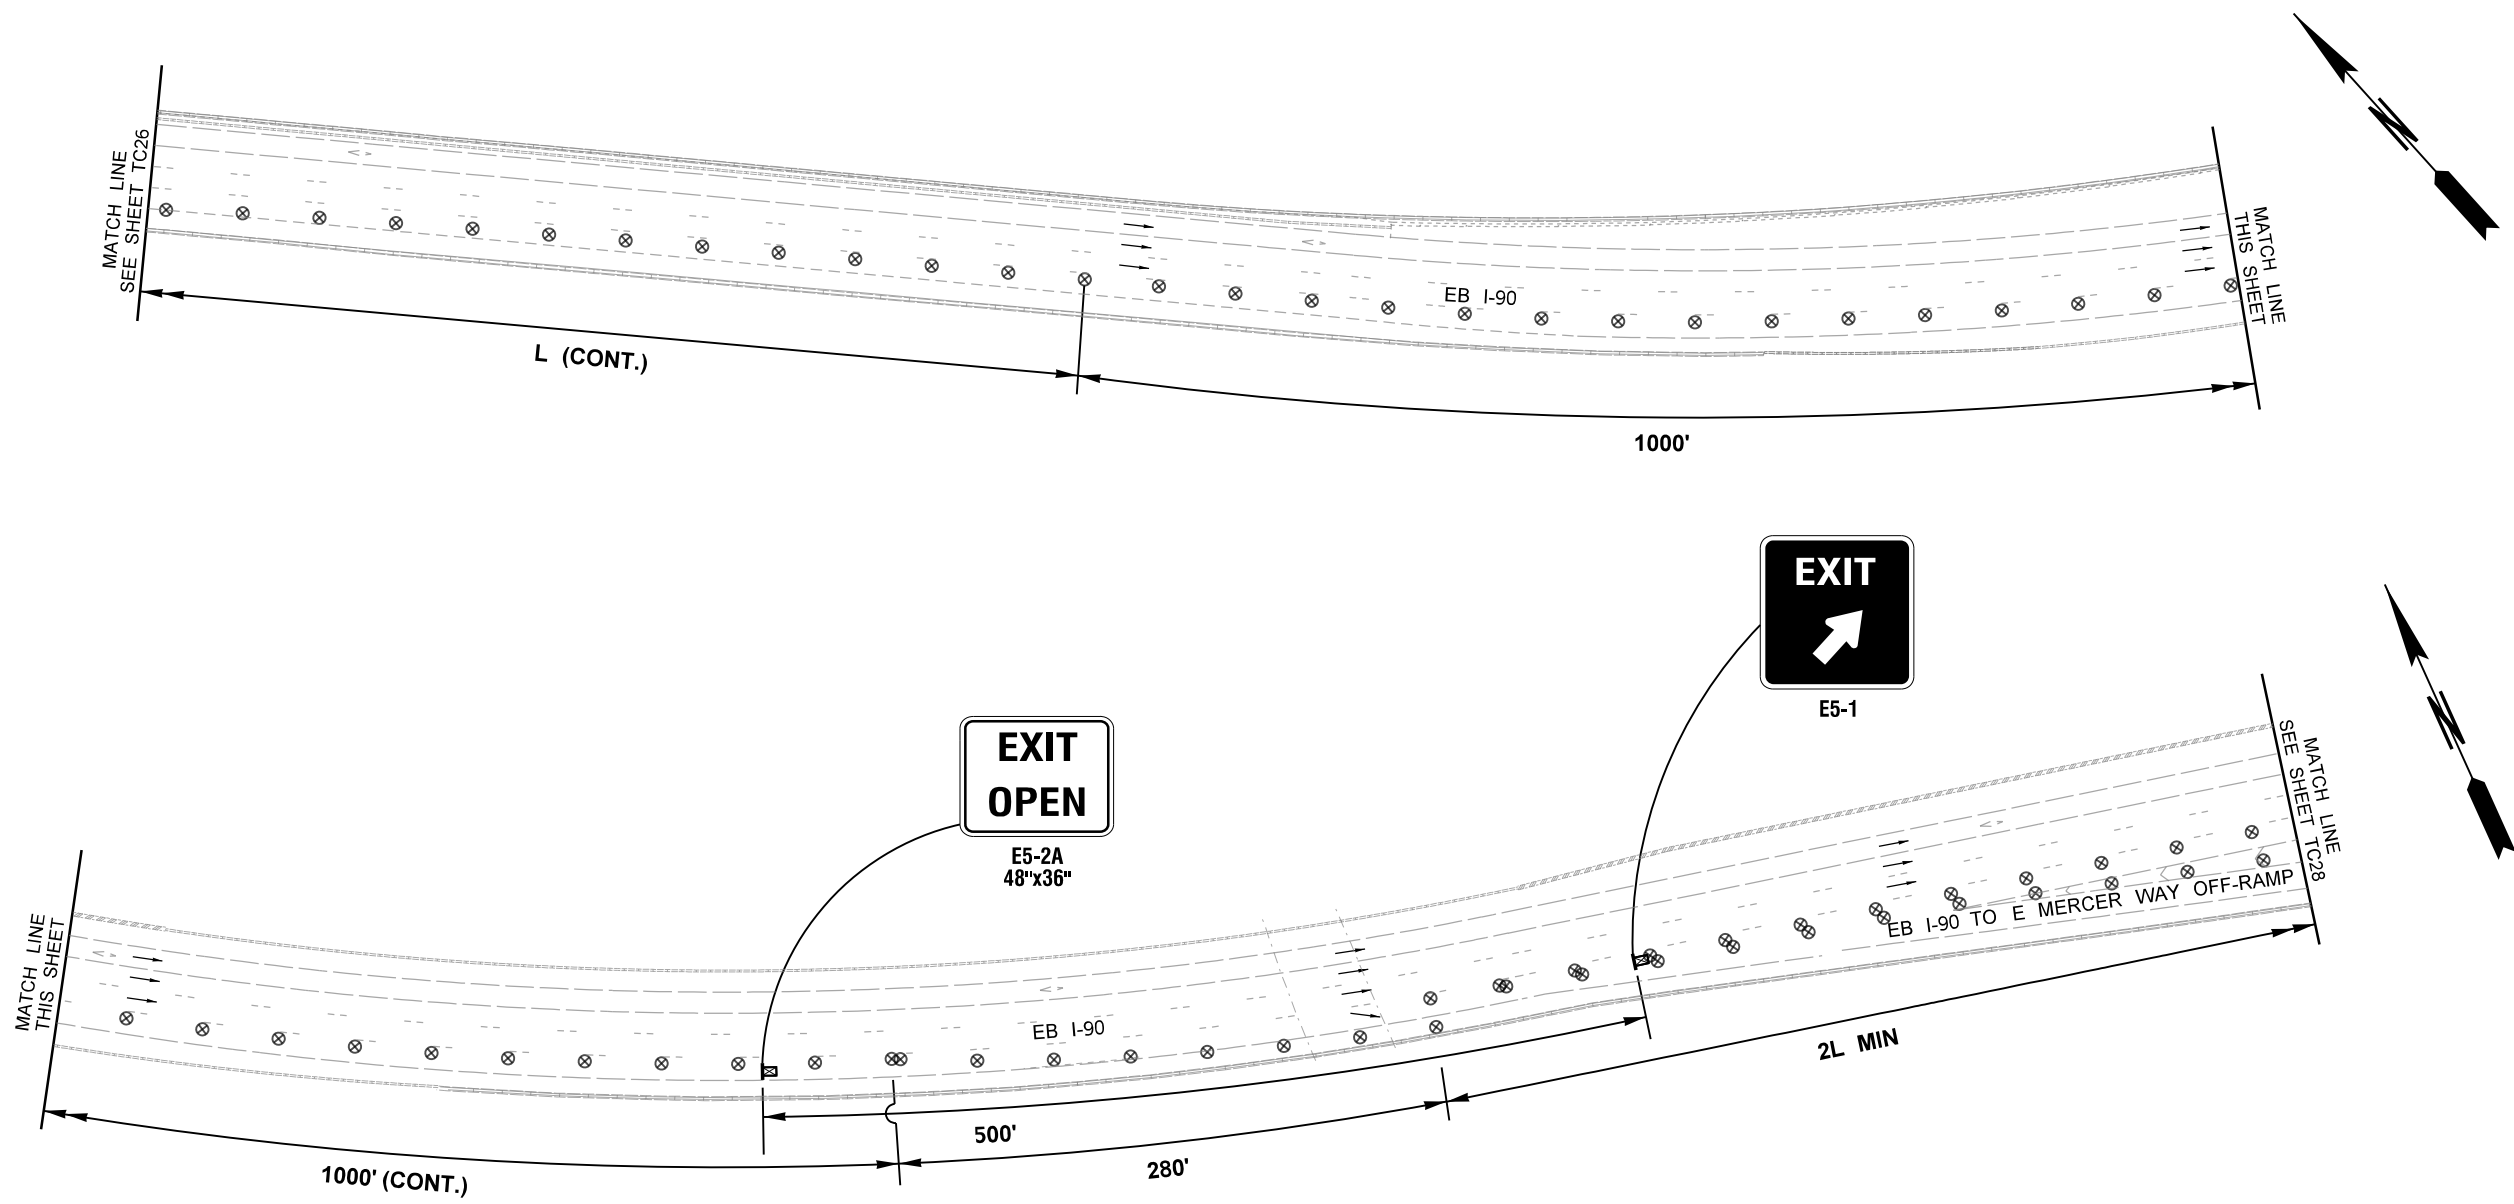 MATCH LINE
SEE SHEET TC26
L (CONT.)
EB I-90
1000'
MATCH LINE
THIS SHEET
N
EXIT
E5-1
EXIT
OPEN
E5-2A
48"x36"
MATCH LINE
THIS SHEET
EB I-90
EB I-90 TO E MERCER WAY OFF-RAMP
MATCH LINE
SEE SHEET TC28
N
2L MIN
500'
280'
1000' (CONT.)